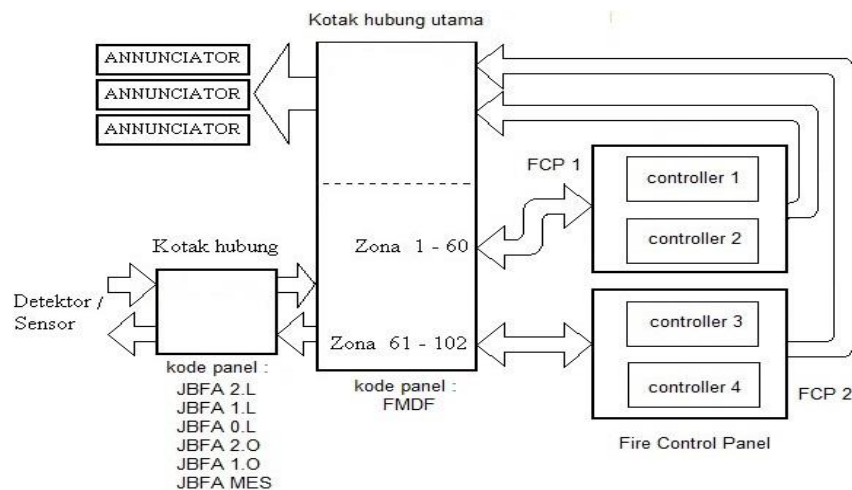 Kotak hubung utama
ANNUNCIATOR
ANNUNCIATOR
ANNUNCIATOR
FCP 1
controller 1
controller 2
Zona 1 - 60
Kotak hubung
Detektor /
Sensor
Zona 61 - 102
controller 3
controller 4
FCP 2
kode panel :
JBFA 2.L
JBFA 1.L
JBFA 0.L
JBFA 2.O
JBFA 1.O
JBFA MES
kode panel :
FMDF
Fire Control Panel